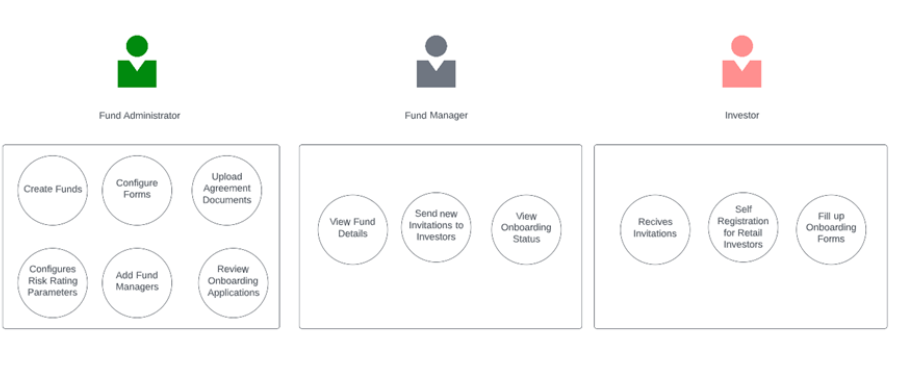 Fund Administrator
Fund Manager
Investor
Create Funds
Configure
Forms
Upload
Agreement
Documents
Configures
Risk Rating
Parameters
Add Fund
Managers
Review
Onboarding
Applications
View Fund
Details
Send new
Invitations to
Investors
View
Onboarding
Status
Recives
Invitations
Self
Registration
for Retail
Investors
Fill up
Onboarding
Forms